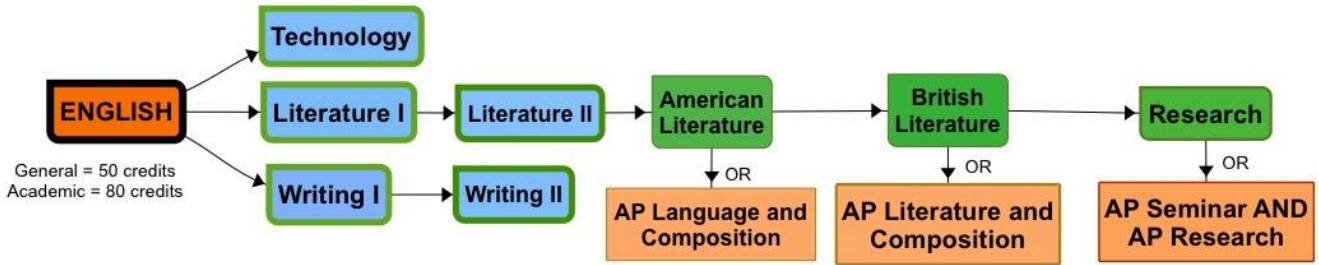 ENGLISH
General = 50 credits
Academic = 80 credits
Technology
Literature I
Literature II
American
Literature
British
Literature
Research
Writing I
Writing II
OR
AP Language and
Composition
OR
AP Literature and
Composition
OR
AP Seminar AND
AP Research